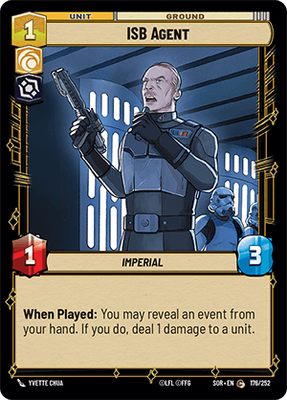 1
UNIT
GROUND
ISB AGENT
1
3
IMPERIAL
When Played: You may reveal an event from
your hand. If you do, deal 1 damage to a unit.
YVETTE CHUA
©LFL ©FFG
SOR • EN C 176/252